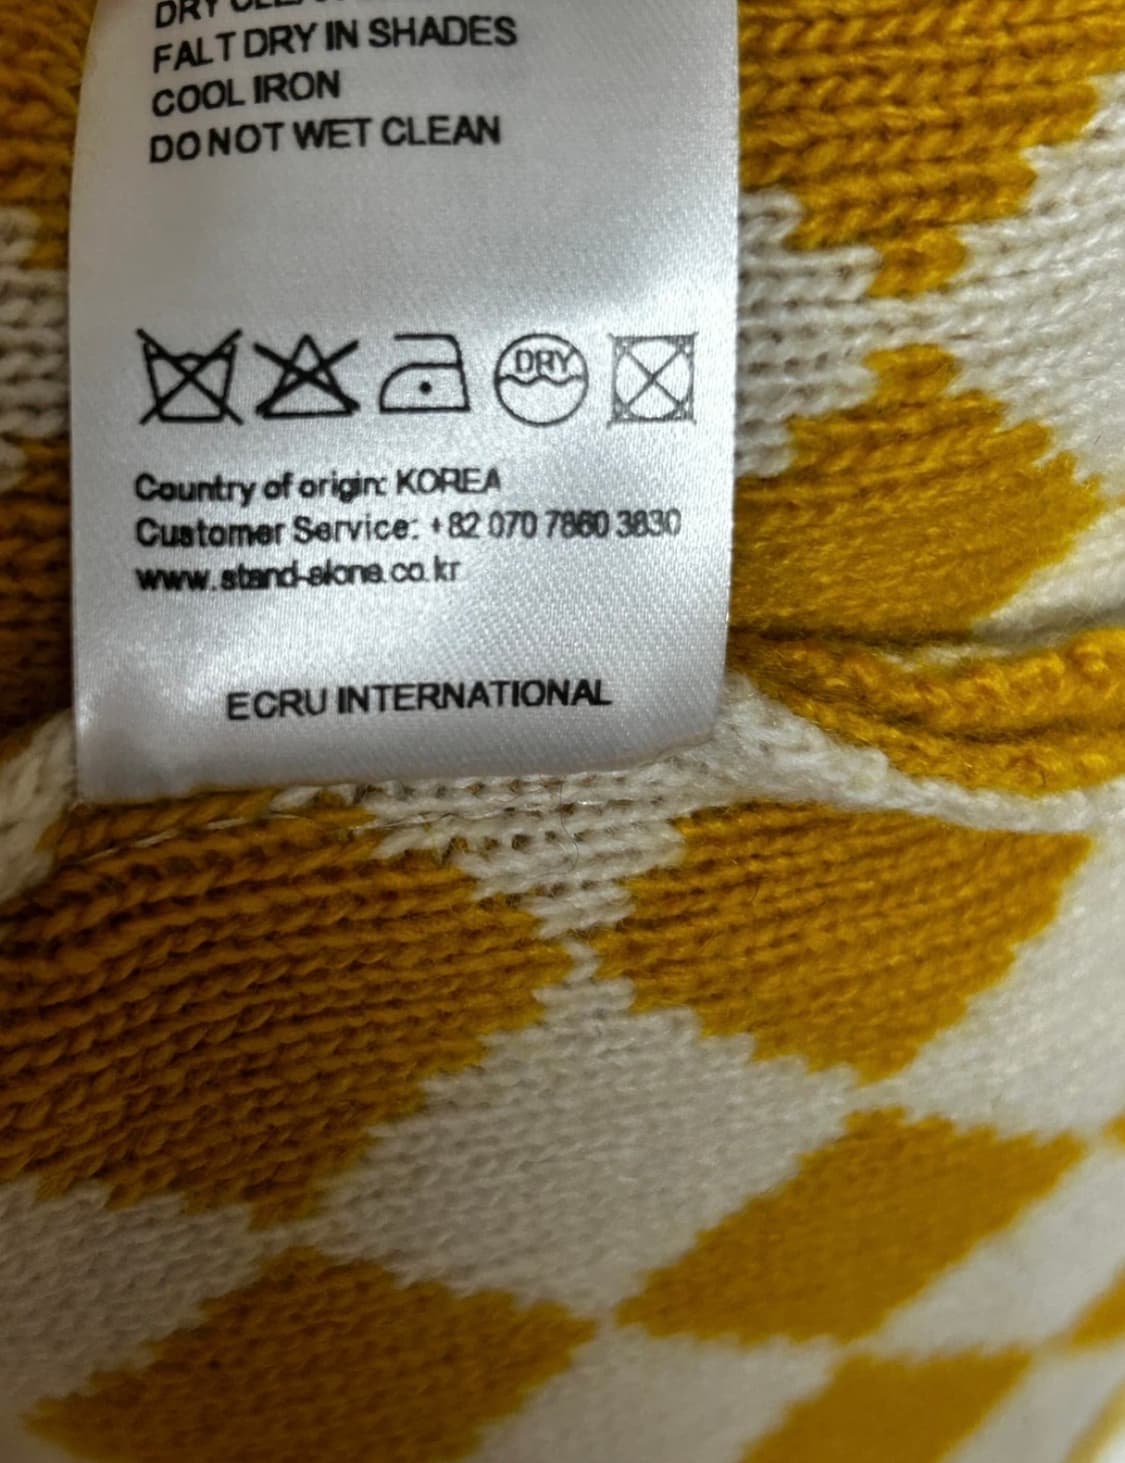 FALT DRY IN SHADES
COOL IRON
DO NOT WET CLEAN
DRY
Country of origin: KOREA
Customer Service: +82 070 7860 3830
www.stand-alone.co.kr
ECRU INTERNATIONAL